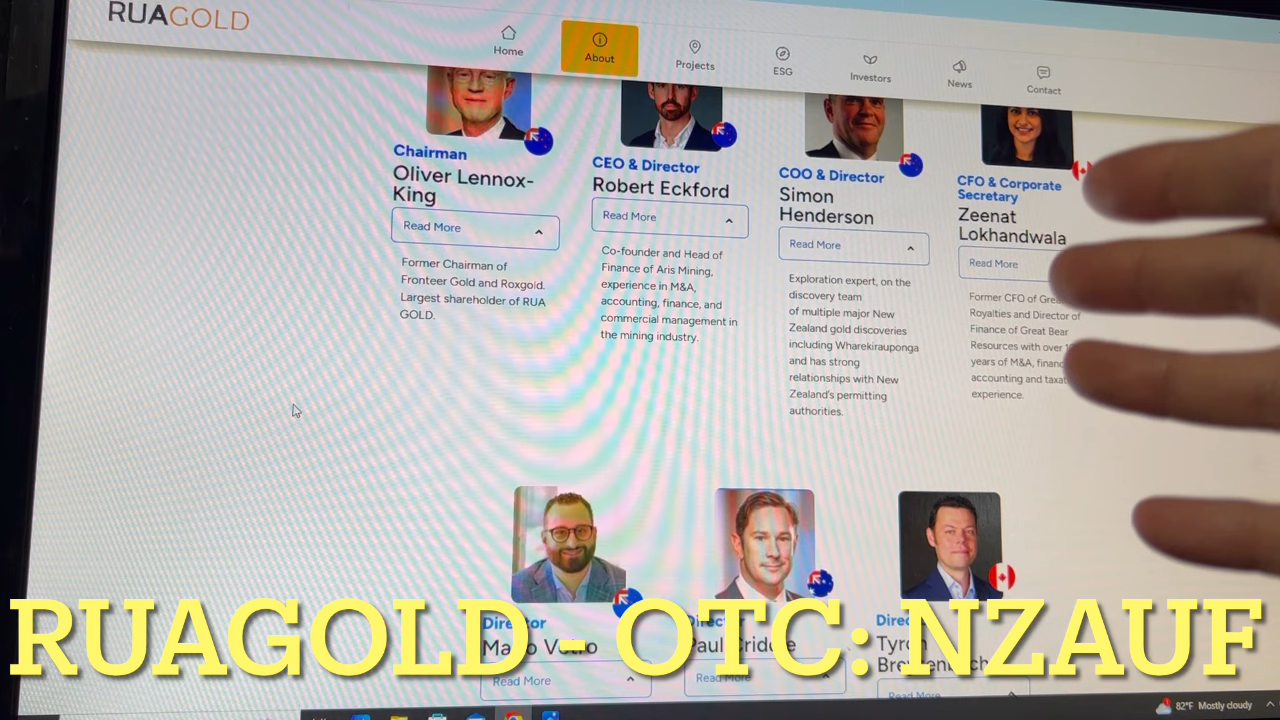 RUAGOLD
Home
About
Projects
ESG
Investors
News
Contact
Chairman
Oliver Lennox-
King
Read More
Former Chairman of
Fronteer Gold and Roxgold.
Largest shareholder of RUA
GOLD.
CEO & Director
Robert Eckford
Read More
Co-founder and Head of
Finance of Aris Mining,
experience in M&A,
accounting, finance, and
commercial management in
the mining industry.
COO & Director
Simon
Henderson
Read More
Exploration expert, on the
discovery team
of multiple major New
Zealand gold discoveries
including Wharekirauponga
and has strong
relationships with New
Zealand's permitting
authorities.
CFO & Corporate
Secretary
Zeenat
Lokhandwala
Read More
Former CFO of
Royalties and Director of
Finance of Great Bear
Resources with over
years of M&A,
accounting and
experience.
Director
Read More
Director
Paul
Read More
Read More
RUAGOLD - OTC: NZAUF
82°F Mostly cloudy